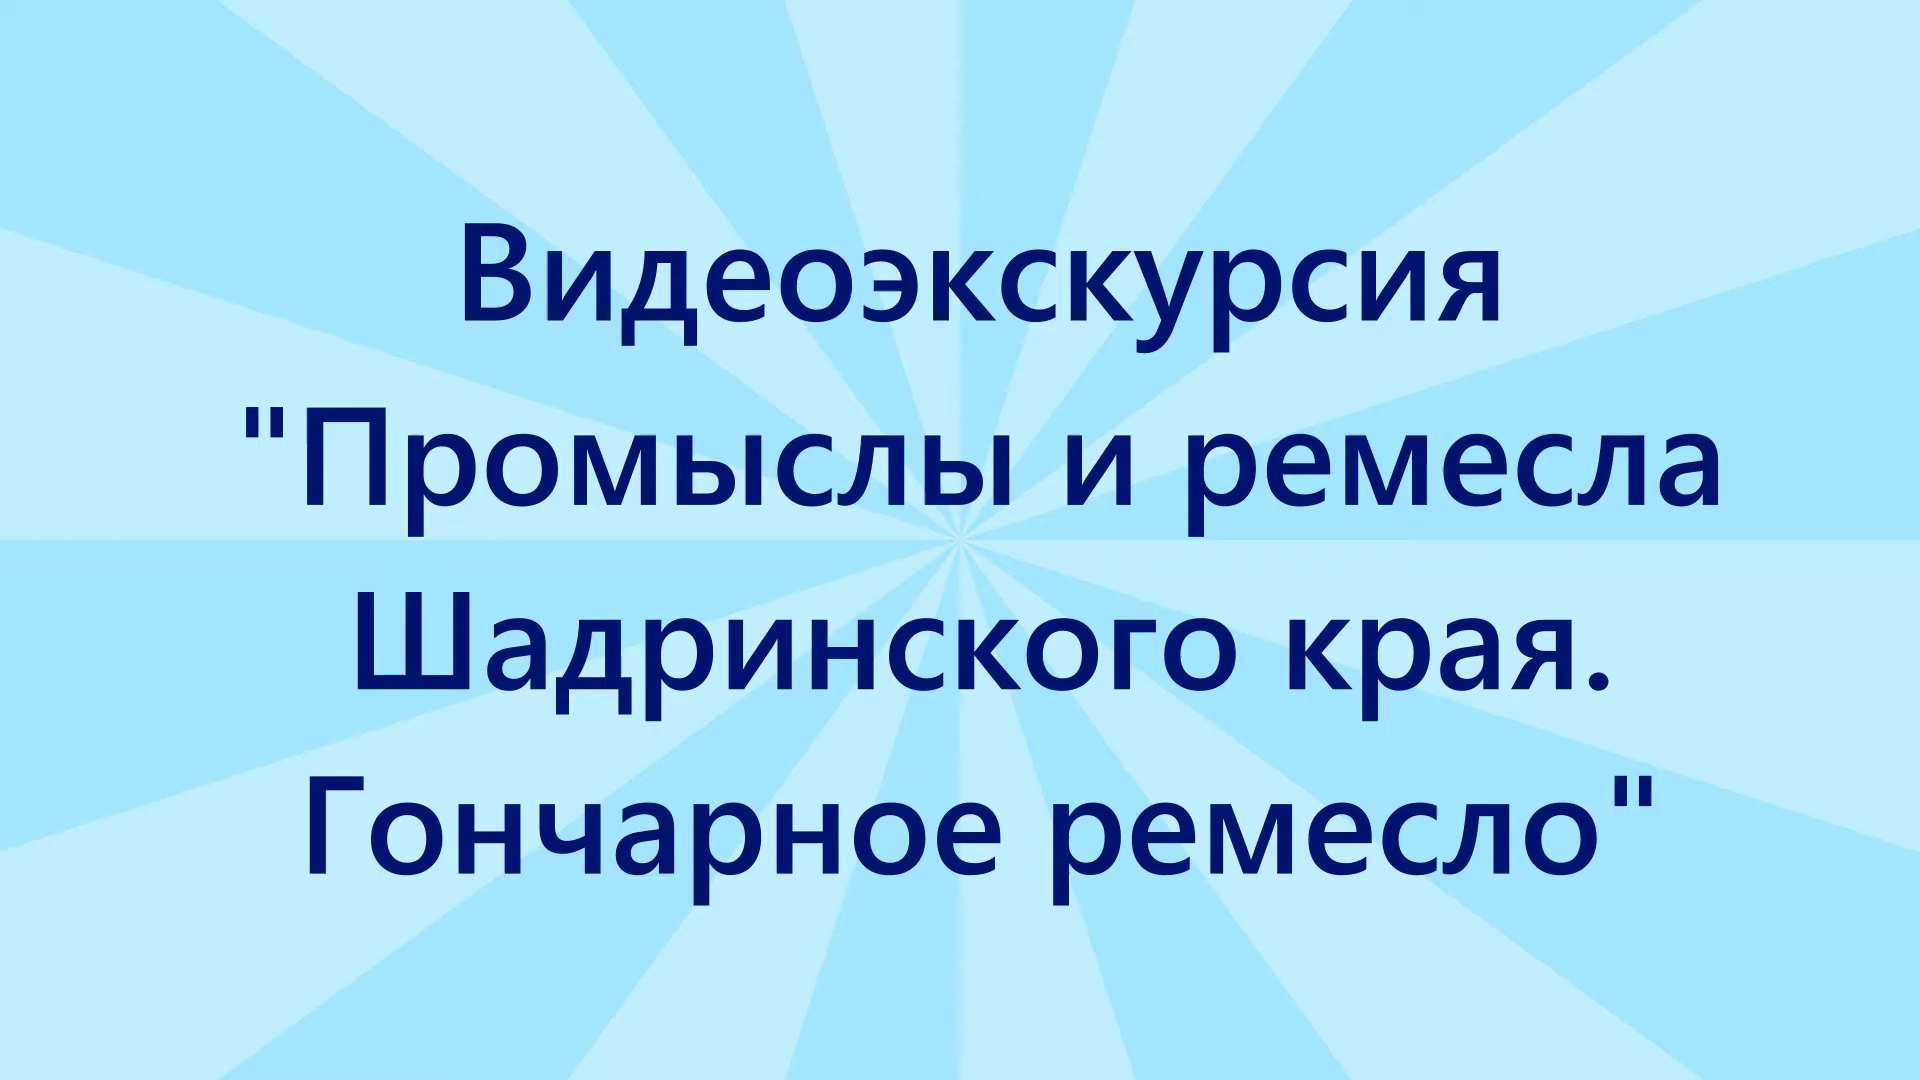 Видеоэкскурсия
"Промыслы и ремесла
Шадринского края.
Гончарное ремесло"